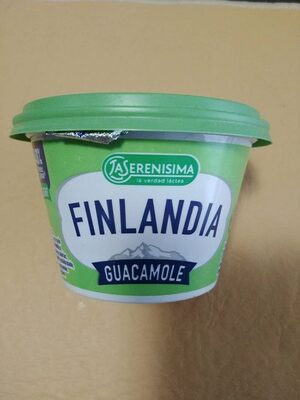 LA SERENISIMA
la verdad láctea
FINLANDIA
GUACAMOLE